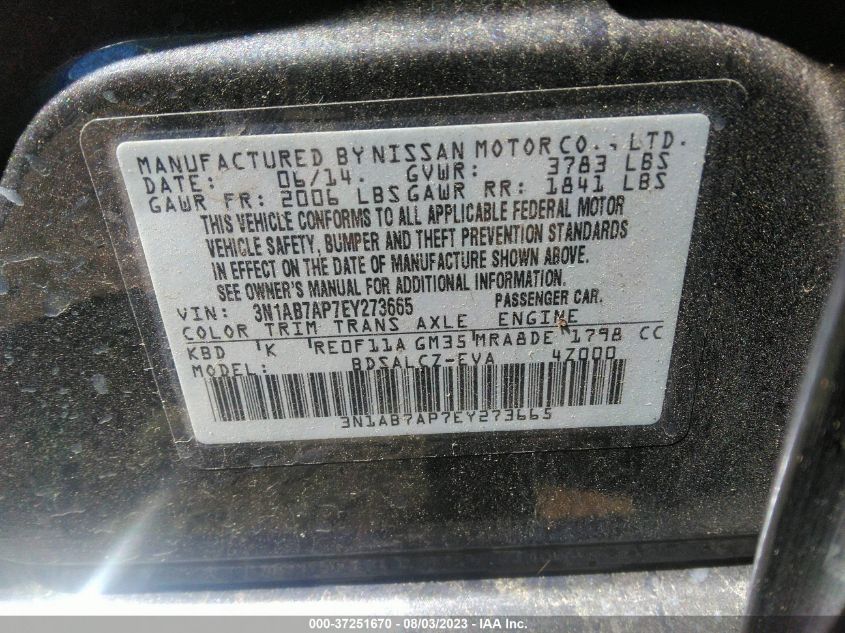 MANUFACTURED BY NISSAN MOTOR CO., LTD.
DATE: 06/14. GVWR: 3783 LBS
GAWR FR: 2006 LBS GAWR RR: 1841 LBS
THIS VEHICLE CONFORMS TO ALL APPLICABLE FEDERAL MOTOR
VEHICLE SAFETY, BUMPER AND THEFT PREVENTION STANDARDS
IN EFFECT ON THE DATE OF MANUFACTURE SHOWN ABOVE.
SEE OWNER'S MANUAL FOR ADDITIONAL INFORMATION.
VIN: 3N1AB7AP7EY273665 PASSENGER CAR.
COLOR TRIM TRANS AXLE ENGINE
KBD K RE0F11A GM35 MRA8DE 1798 CC
MODEL: BDSALCZ-EVA 4Z000
3N1AB7AP7EY273665
000-37251670 - 08/03/2023 - IAA Inc.